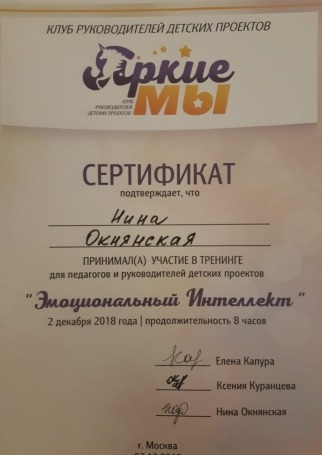 КЛУБ РУКОВОДИТЕЛЕЙ ДЕТСКИХ ПРОЕКТОВ
Яркие
МЫ
КЛУБ
РУКОВОДИТЕЛЕЙ
ДЕТСКИХ ПРОЕКТОВ
СЕРТИФИКАТ
подтверждает, что
Нина
Окнянская
ПРИНИМАЛ(А) УЧАСТИЕ В ТРЕНИНГЕ
для педагогов и руководителей детских проектов
"Эмоциональный Интеллект"
2 декабря 2018 года | продолжительность 8 часов
Елена Капура
Ксения Куранцева
Нина Окнянская
г. Москва